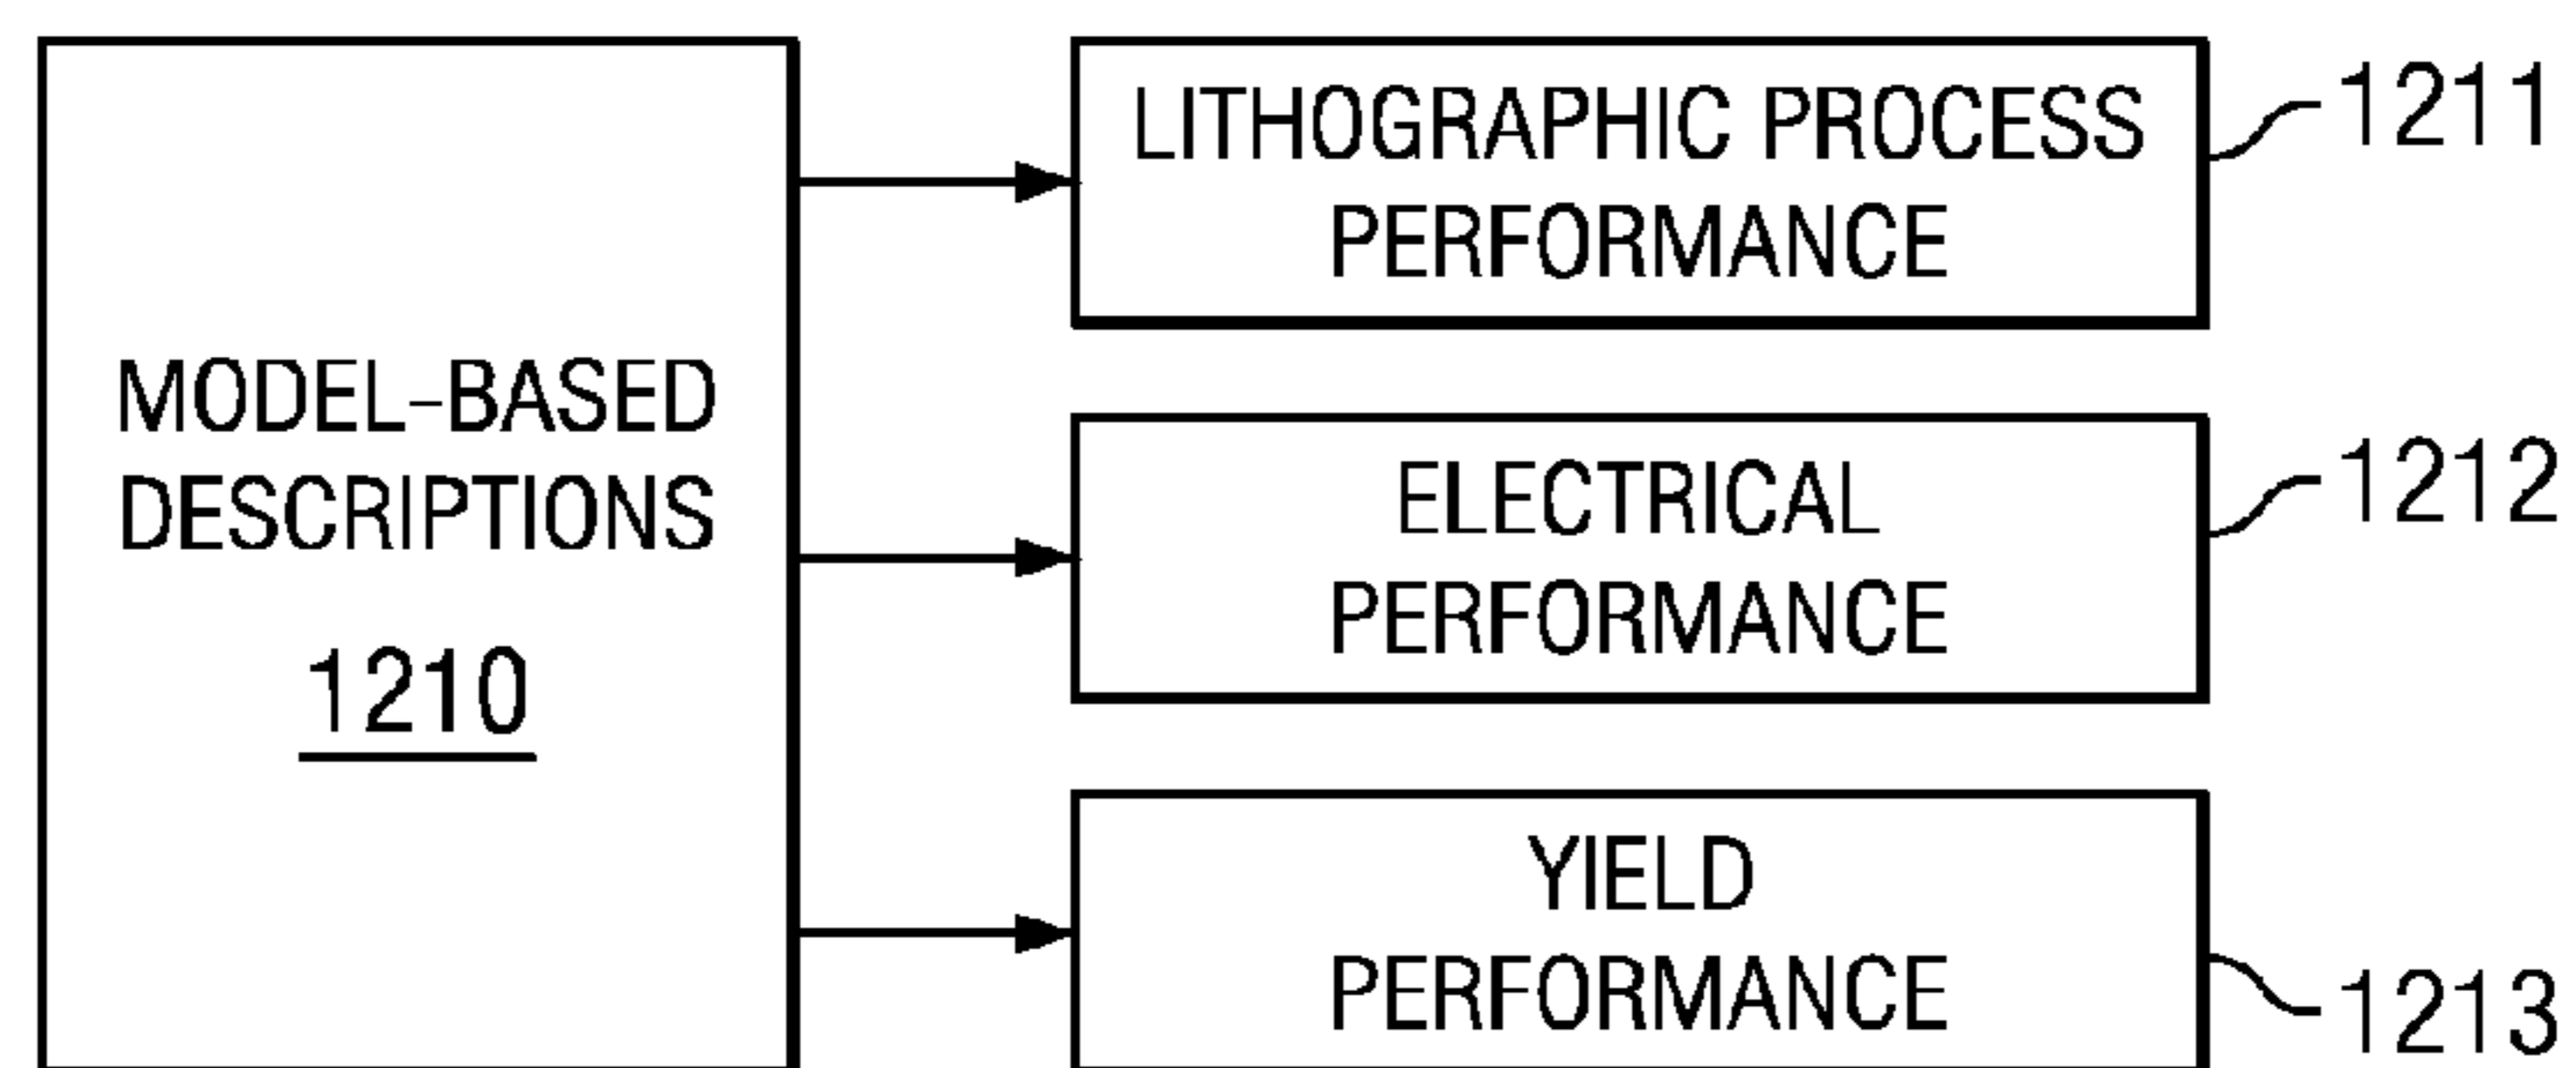 MODEL-BASED
DESCRIPTIONS
1210
LITHOGRAPHIC PROCESS
PERFORMANCE
1211
ELECTRICAL
PERFORMANCE
1212
YIELD
PERFORMANCE
1213